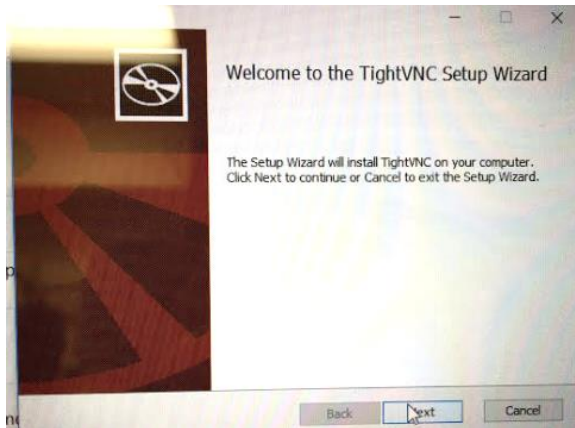 Welcome to the TightVNC Setup Wizard
The Setup Wizard will install TightVNC on your computer.
Click Next to continue or Cancel to exit the Setup Wizard.
Back Next Cancel